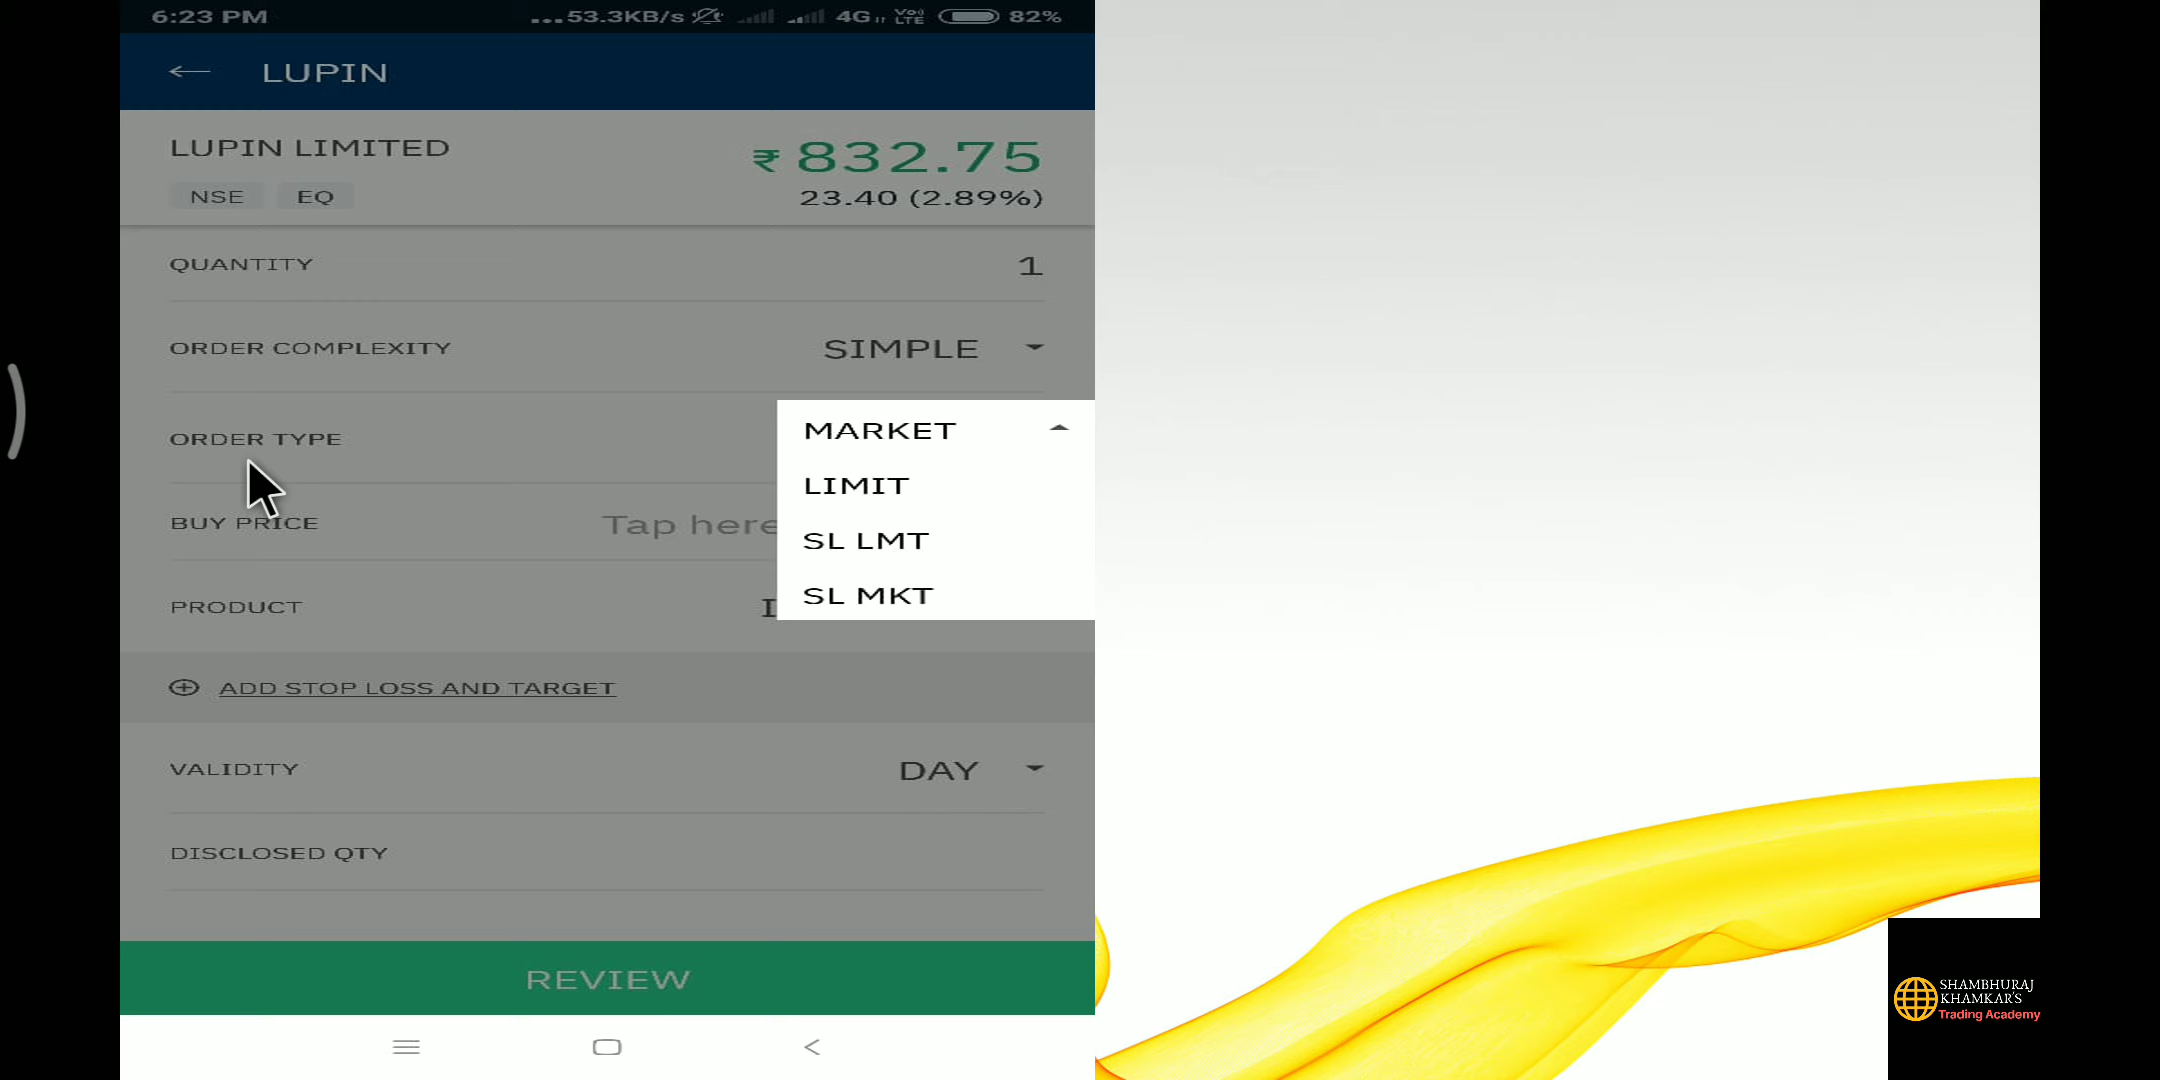 6:23 PM
...53.3KB/s 4G VoLTE 82%
LUPIN
LUPIN LIMITED
₹ 832.75
NSE EQ
23.40 (2.89%)
QUANTITY 1
ORDER COMPLEXITY SIMPLE
ORDER TYPE
MARKET
LIMIT
SL LMT
SL MKT
BUY PRICE Tap here
PRODUCT I
ADD STOP LOSS AND TARGET
VALIDITY DAY
DISCLOSED QTY
REVIEW
SHAMBHURAJ
KHAMKAR'S
Trading Academy